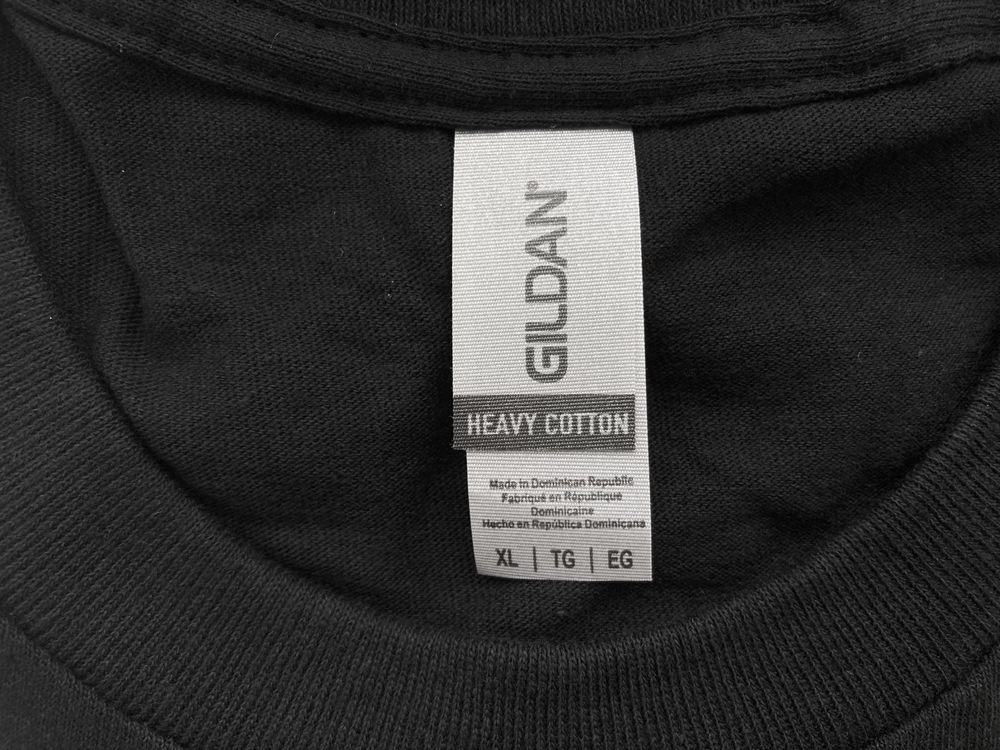 GILDAN®
HEAVY COTTON
Made in Dominican Republic
Fabriqué en République
Dominicaine
Hecho en República Dominicana
XL | TG | EG